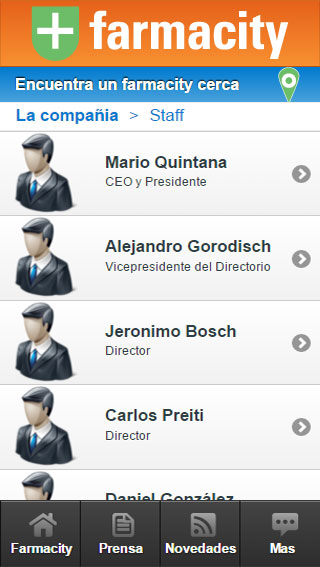 farmacity
Encuentra un farmacity cerca
La compañia > Staff
Mario Quintana
CEO y Presidente
Alejandro Gorodisch
Vicepresidente del Directorio
Jeronimo Bosch
Director
Carlos Preiti
Director
Daniel González
Farmacity Prensa Novedades Mas